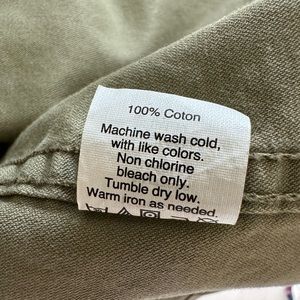 100% Coton
Machine wash cold,
with like colors.
Non chlorine
bleach only.
Tumble dry low.
Warm iron as needed.